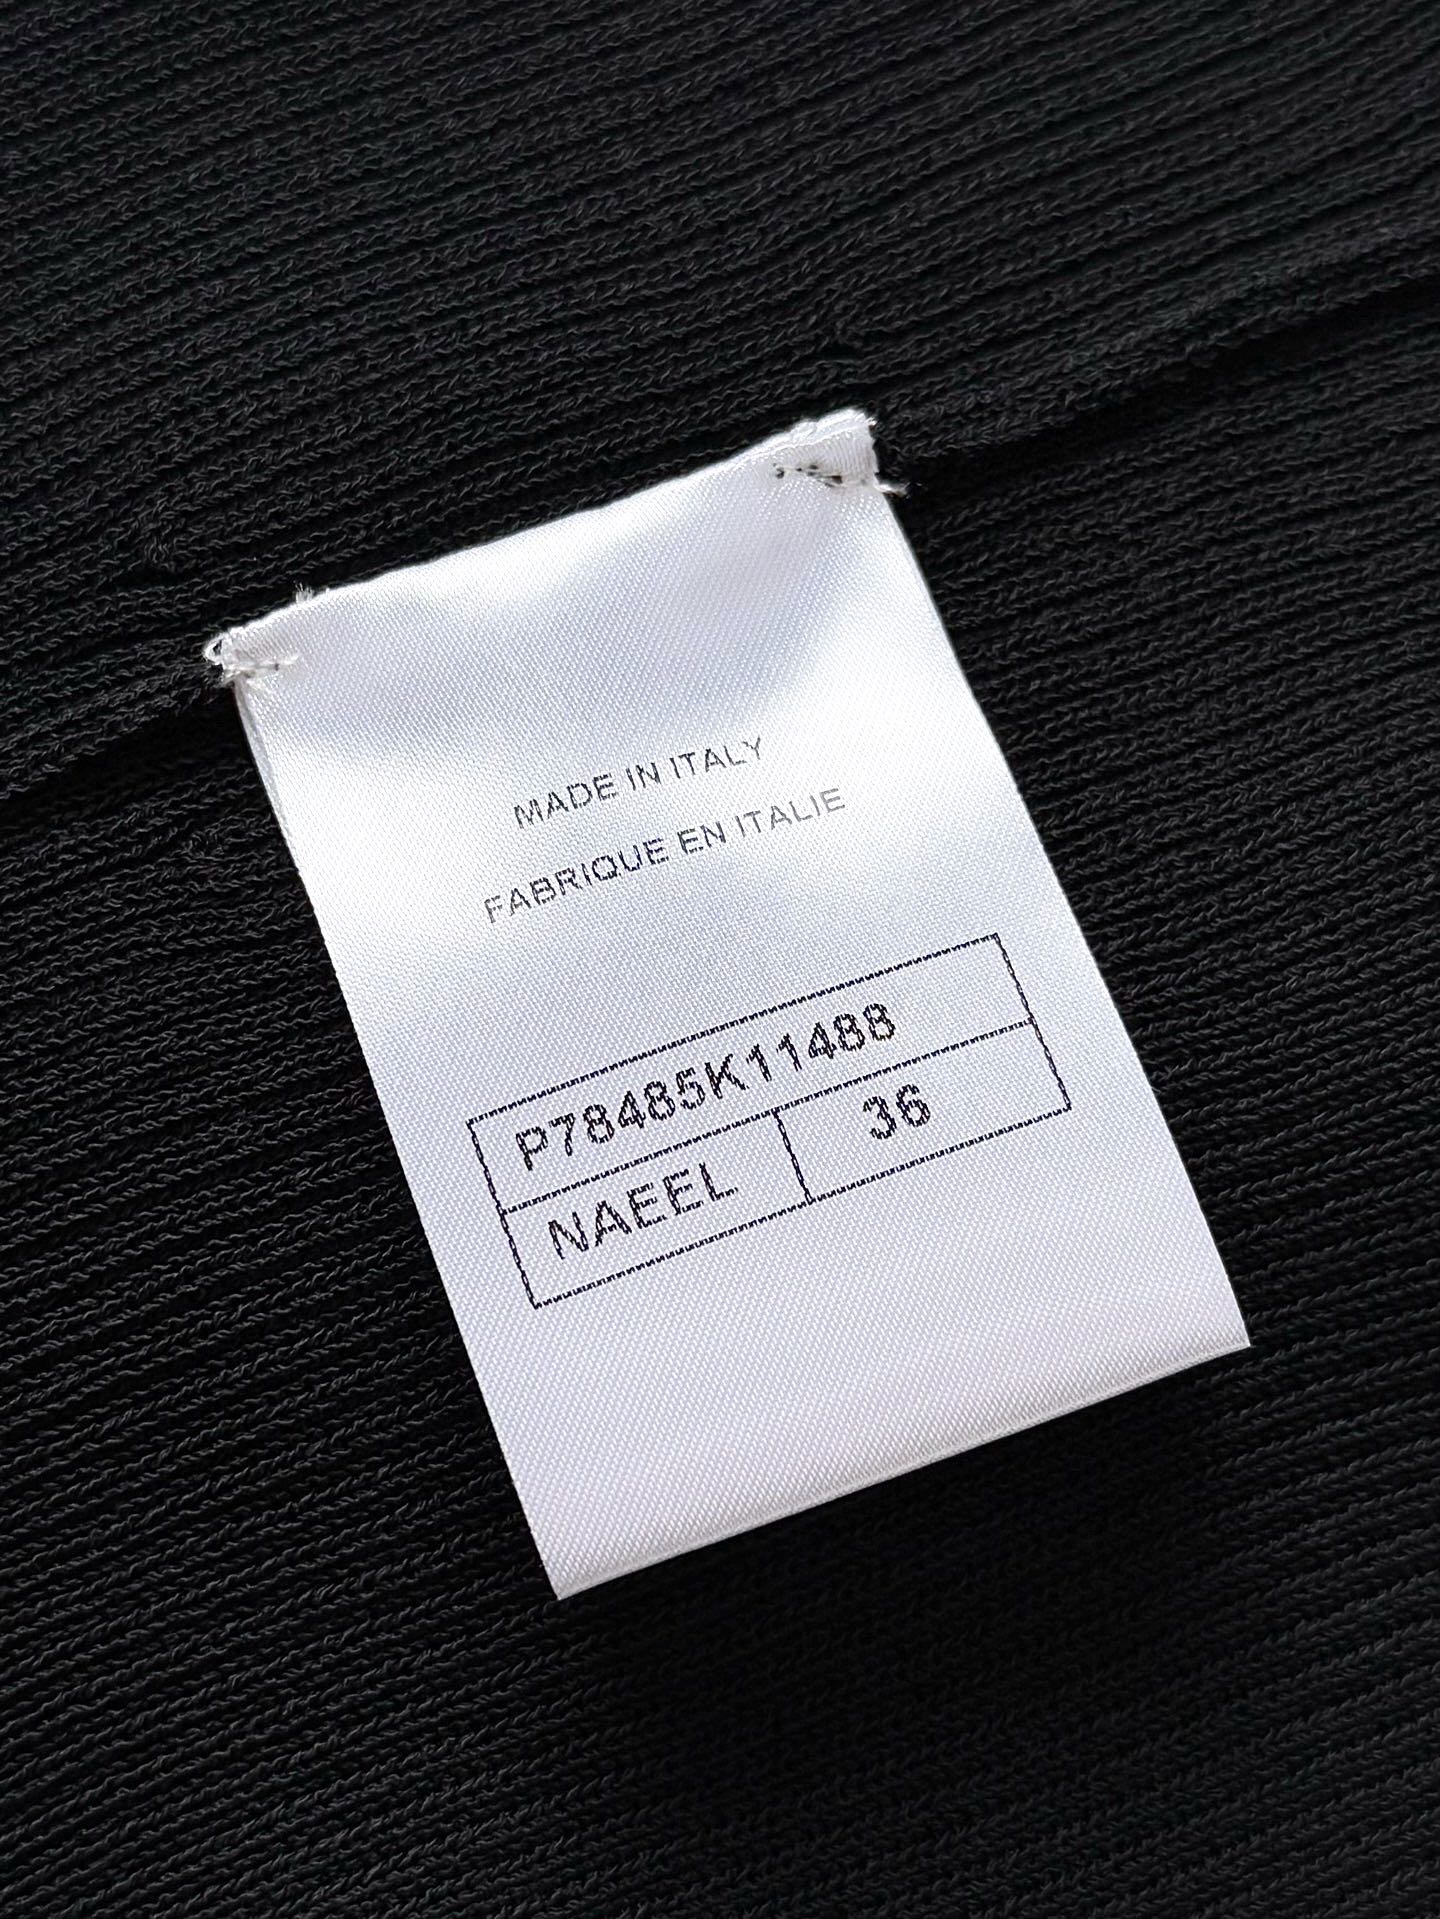 MADE IN ITALY
FABRIQUE EN ITALIE
P78485K11488
NAEEL 36